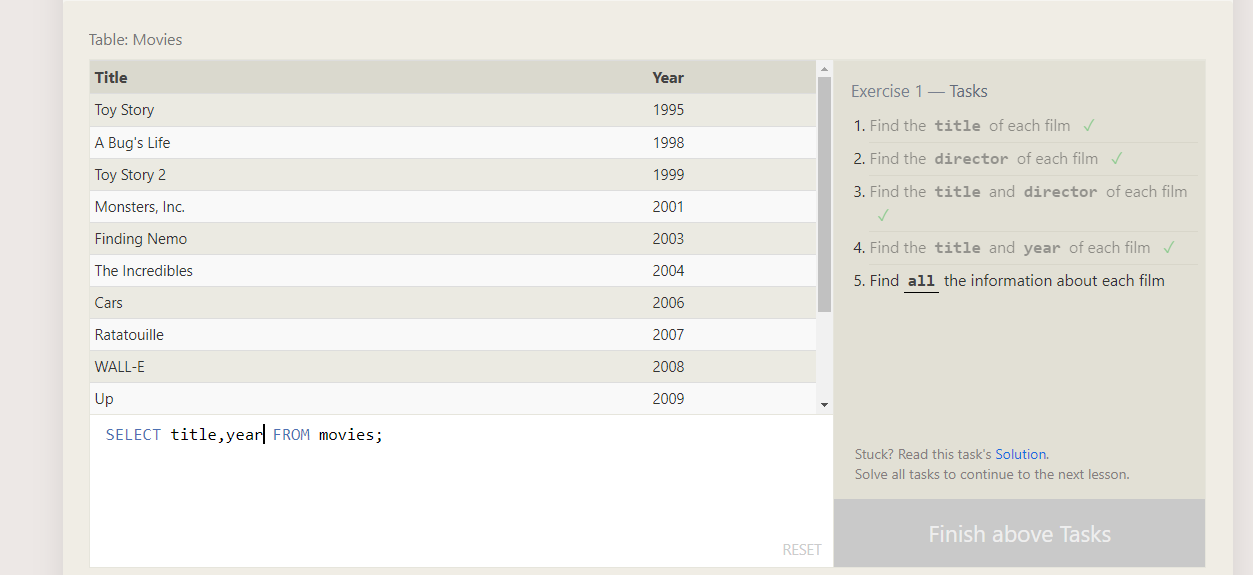 Table: Movies
Title Year
Toy Story 1995
A Bug's Life 1998
Toy Story 2 1999
Monsters, Inc. 2001
Finding Nemo 2003
The Incredibles 2004
Cars 2006
Ratatouille 2007
WALL-E 2008
Up 2009
SELECT title,year FROM movies;
RESET
Exercise 1 — Tasks
1. Find the title of each film ✓
2. Find the director of each film ✓
3. Find the title and director of each film
✓
4. Find the title and year of each film ✓
5. Find all the information about each film
Stuck? Read this task's Solution.
Solve all tasks to continue to the next lesson.
Finish above Tasks